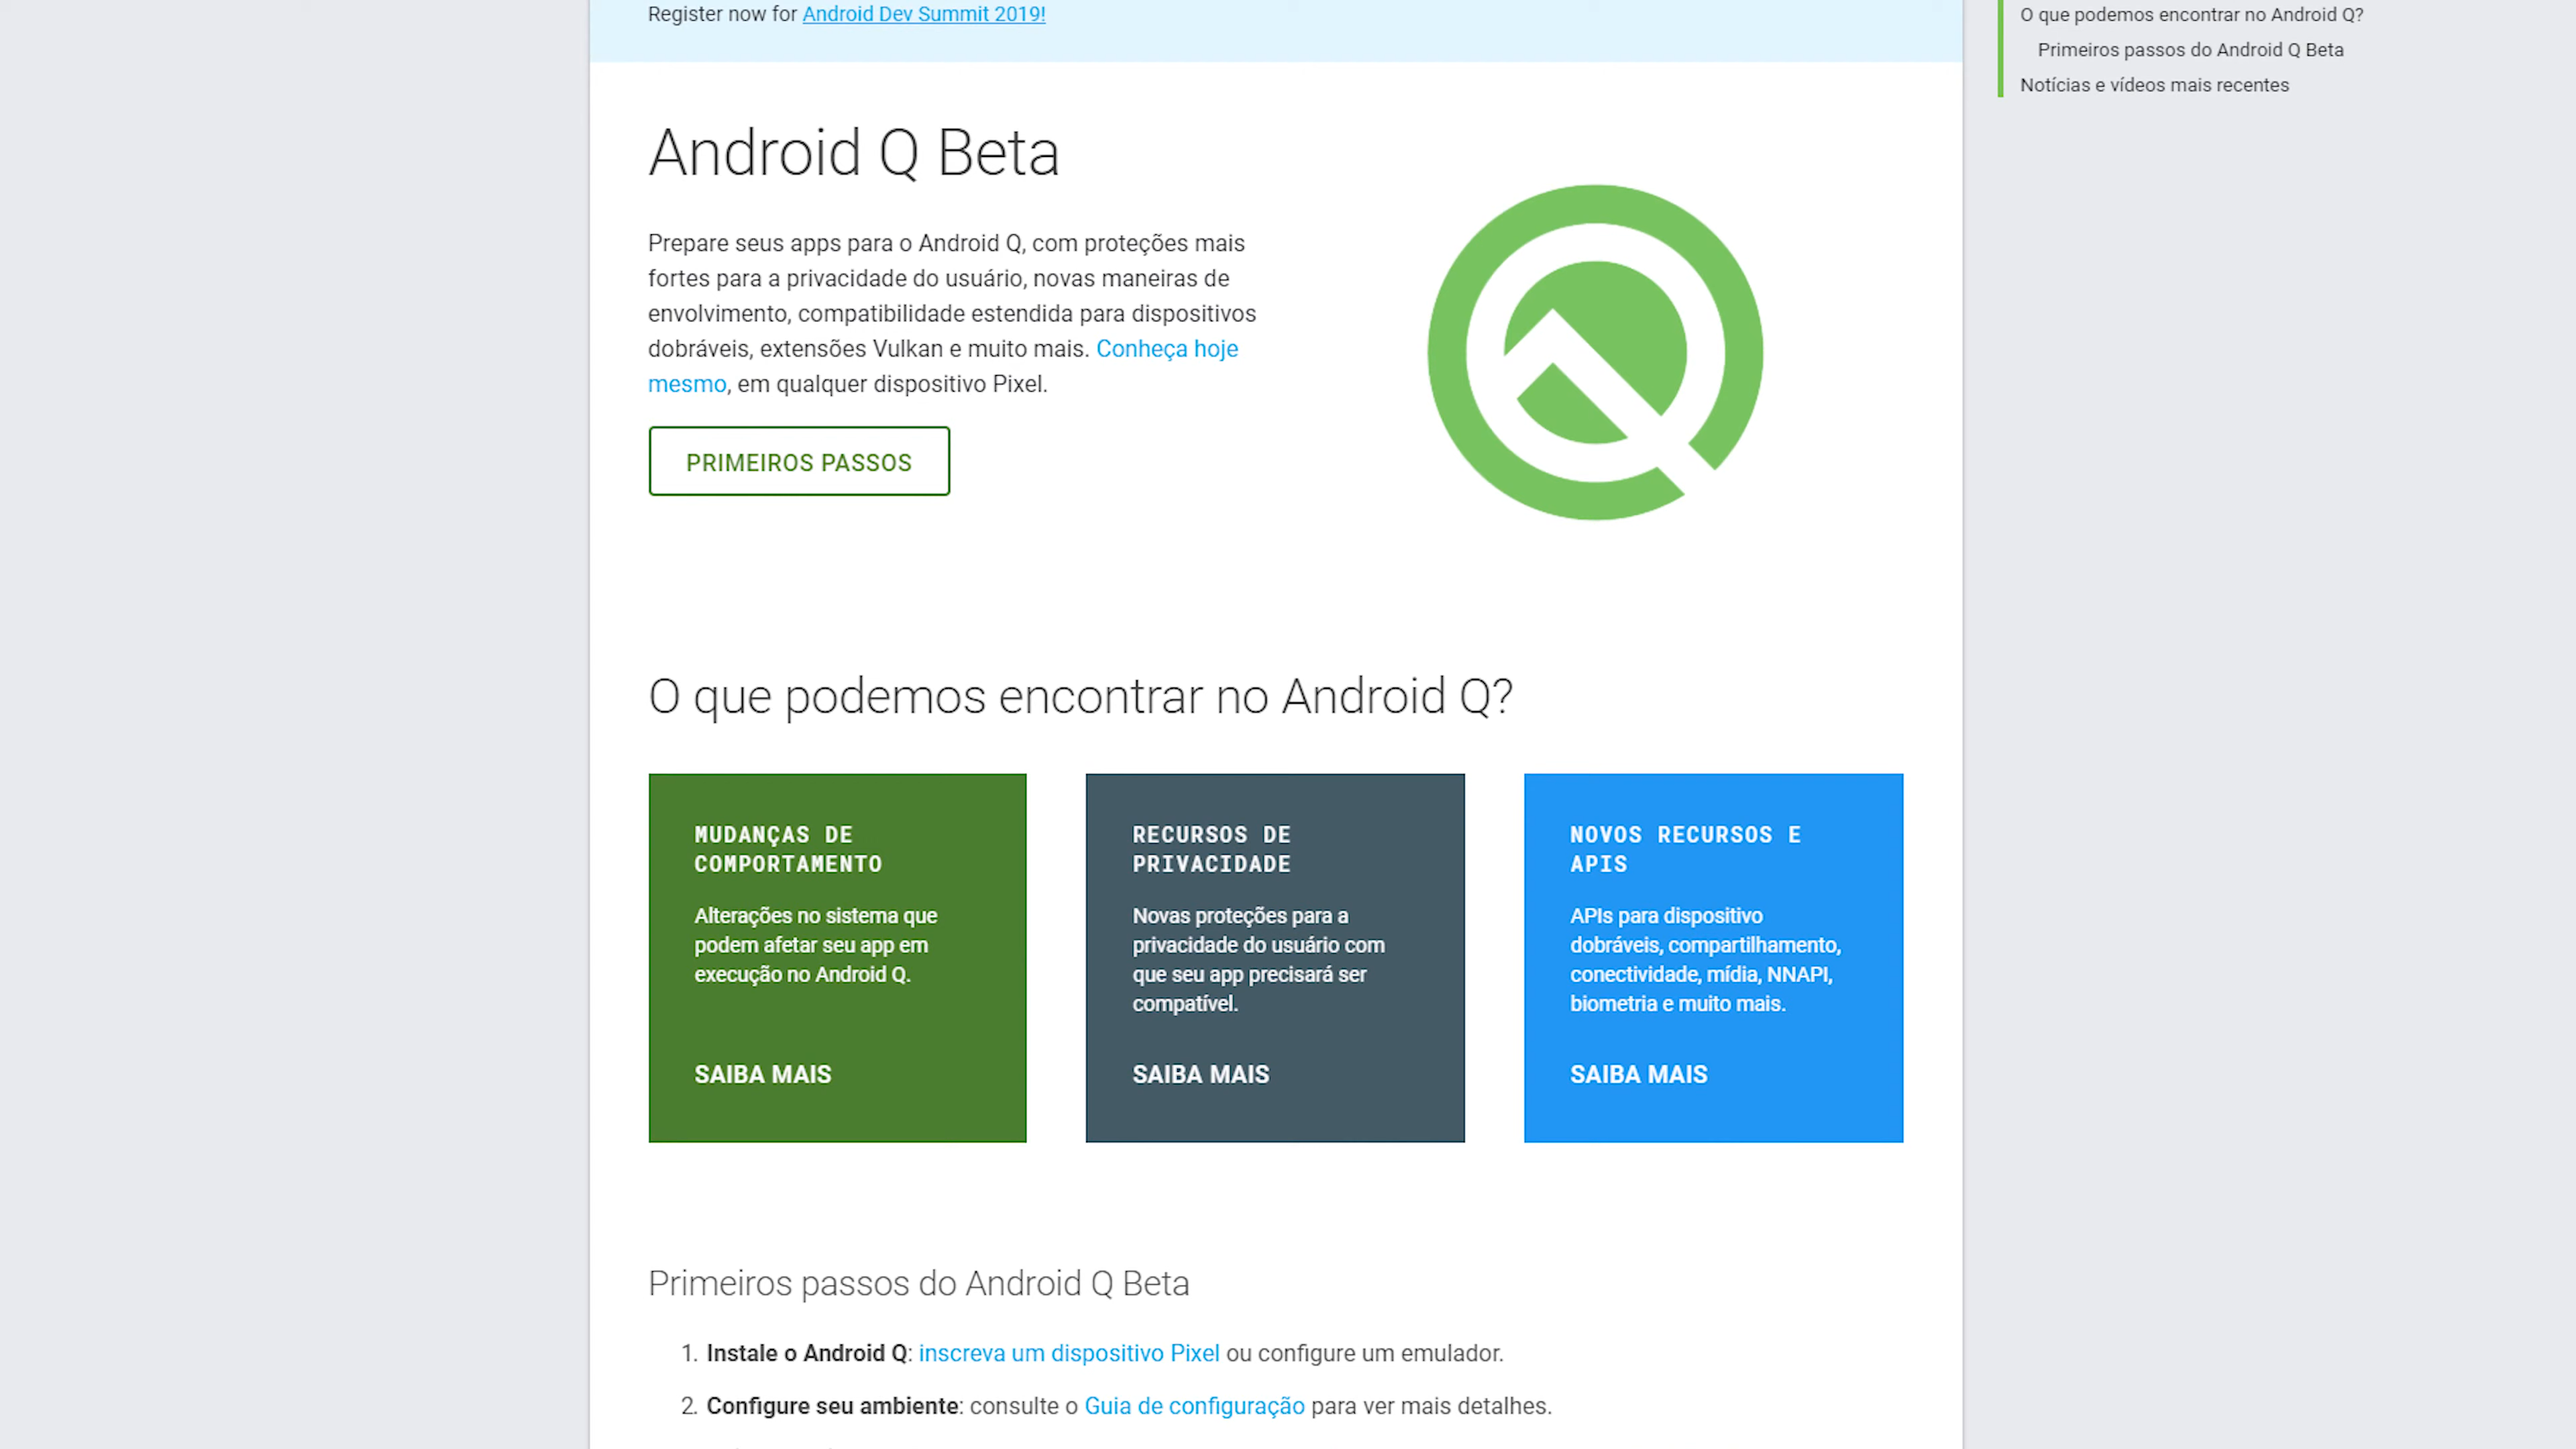 Register now for Android Dev Summit 2019!
O que podemos encontrar no Android Q?
Primeiros passos do Android Q Beta
Notícias e vídeos mais recentes
Android Q Beta
Prepare seus apps para o Android Q, com proteções mais
fortes para a privacidade do usuário, novas maneiras de
envolvimento, compatibilidade estendida para dispositivos
dobráveis, extensões Vulkan e muito mais. Conheça hoje
mesmo, em qualquer dispositivo Pixel.
PRIMEIROS PASSOS
O que podemos encontrar no Android Q?
MUDANÇAS DE
COMPORTAMENTO
Alterações no sistema que
podem afetar seu app em
execução no Android Q.
SAIBA MAIS
RECURSOS DE
PRIVACIDADE
Novas proteções para a
privacidade do usuário com
que seu app precisará ser
compatível.
SAIBA MAIS
NOVOS RECURSOS E
APIS
APIs para dispositivo
dobráveis, compartilhamento,
conectividade, mídia, NNAPI,
biometria e muito mais.
SAIBA MAIS
Primeiros passos do Android Q Beta
1. Instale o Android Q: inscreva um dispositivo Pixel ou configure um emulador.
2. Configure seu ambiente: consulte o Guia de configuração para ver mais detalhes.